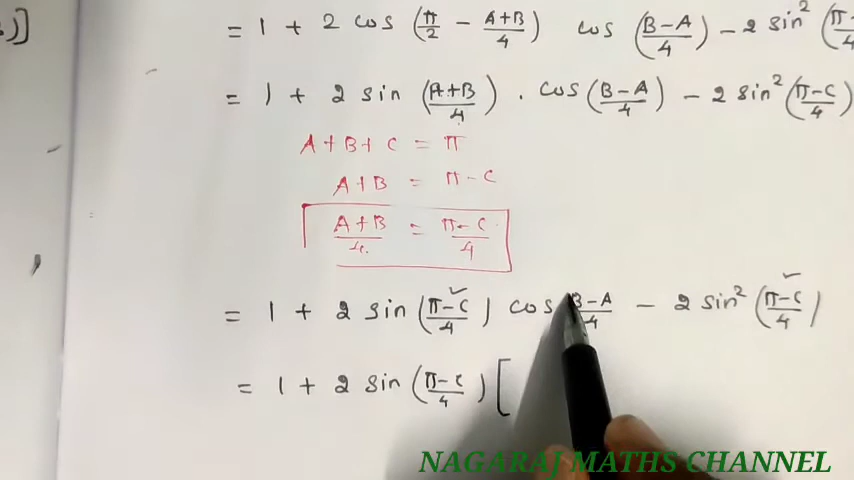 )]
= 1 + 2 cos (π/2 - A+B/4) cos (B-A/4) - 2 sin² (π-
= 1 + 2 sin (A+B/4) . cos (B-A/4) - 2 sin² (π-C/4)
A+B+C = π
A+B = π-C
A+B/4. = π-C/4
= 1 + 2 sin (π-C/4) cos B-A/4 - 2 sin² (π-C/4)
= 1 + 2 sin (π-C/4) [
NAGARAJ MATHS CHANNEL